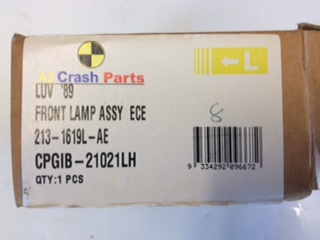 All Crash Parts
L
LUV '89
FRONT LAMP ASSY ECE
213-1619L-AE
CPGIB-21021LH
QTY:1 PCS
8
9 334292 096672